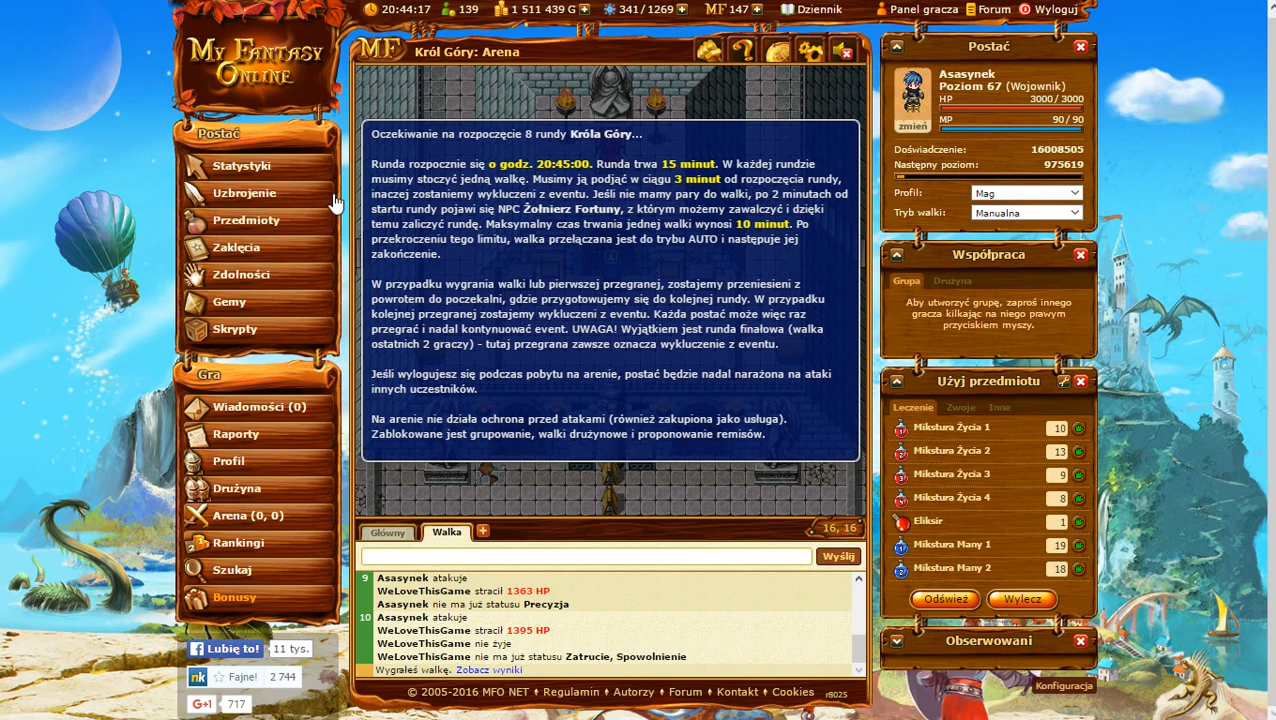 20:44:17 139 1 511 439 G 341 / 1269 MF 147 Dziennik Panel gracza Forum Wyloguj
MY FANTASY
ONLINE
Postać
Statystyki
Uzbrojenie
Przedmioty
Zaklęcia
Zdolności
Gemy
Skrypty
Gra
Wiadomości (0)
Raporty
Profil
Drużyna
Arena (0, 0)
Rankingi
Szukaj
Bonusy
Lubię to! 11 tys.
nk Fajne! 2 744
G+1 717
MF Król Góry: Arena
Oczekiwanie na rozpoczęcie 8 rundy Króla Góry...
Runda rozpocznie się o godz. 20:45:00. Runda trwa 15 minut. W każdej rundzie
musimy stoczyć jedną walkę. Musimy ją podjąć w ciągu 3 minut od rozpoczęcia rundy,
inaczej zostaniemy wykluczeni z eventu. Jeśli nie mamy pary do walki, po 2 minutach od
startu rundy pojawi się NPC Żołnierz Fortuny, z którym możemy zawalczyć i dzięki
temu zaliczyć rundę. Maksymalny czas trwania jednej walki wynosi 10 minut. Po
przekroczeniu tego limitu, walka przełączana jest do trybu AUTO i następuje jej
zakończenie.
W przypadku wygrania walki lub pierwszej przegranej, zostajemy przeniesieni z
powrotem do poczekalni, gdzie przygotowujemy się do kolejnej rundy. W przypadku
kolejnej przegranej zostajemy wykluczeni z eventu. Każda postać może więc raz
przegrać i nadal kontynuować event. UWAGA! Wyjątkiem jest runda finałowa (walka
ostatnich 2 graczy) - tutaj przegrana zawsze oznacza wykluczenie z eventu.
Jeśli wylogujesz się podczas pobytu na arenie, postać będzie nadal narażona na ataki
innych uczestników.
Na arenie nie działa ochrona przed atakami (również zakupiona jako usługa).
Zablokowane jest grupowanie, walki drużynowe i proponowanie remisów.
Główny Walka + 16, 16
Wyślij
9 Asasynek atakuje
WeLoveThisGame stracił 1363 HP
Asasynek nie ma już statusu Precyzja
10 Asasynek atakuje
WeLoveThisGame stracił 1395 HP
WeLoveThisGame nie żyje
WeLoveThisGame nie ma już statusu Zatrucie, Spowolnienie
Wygrałeś walkę. Zobacz wyniki
© 2005-2016 MFO NET Regulamin Autorzy Forum Kontakt Cookies r8025
Postać
Asasynek
Poziom 67 (Wojownik)
HP 3000 / 3000
MP 90 / 90
zmień
Doświadczenie: 16008505
Następny poziom: 975619
Profil: Mag
Tryb walki: Manualna
Współpraca
Grupa Drużyna
Aby utworzyć grupę, zaproś innego
gracza klikając na niego prawym
przyciskiem myszy.
Użyj przedmiotu
Leczenie Zwoje Inne
Mikstura Życia 1 10
Mikstura Życia 2 13
Mikstura Życia 3 9
Mikstura Życia 4 8
Eliksir 1
Mikstura Many 1 19
Mikstura Many 2 18
Odśwież Wylecz
Obserwowani
Konfiguracja